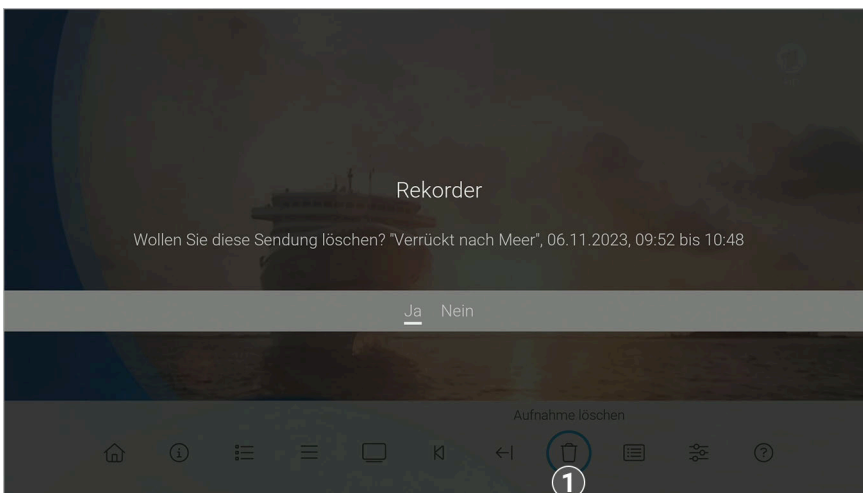 Rekorder
Wollen Sie diese Sendung löschen? "Verrückt nach Meer", 06.11.2023, 09:52 bis 10:48
Ja Nein
Aufnahme löschen
1